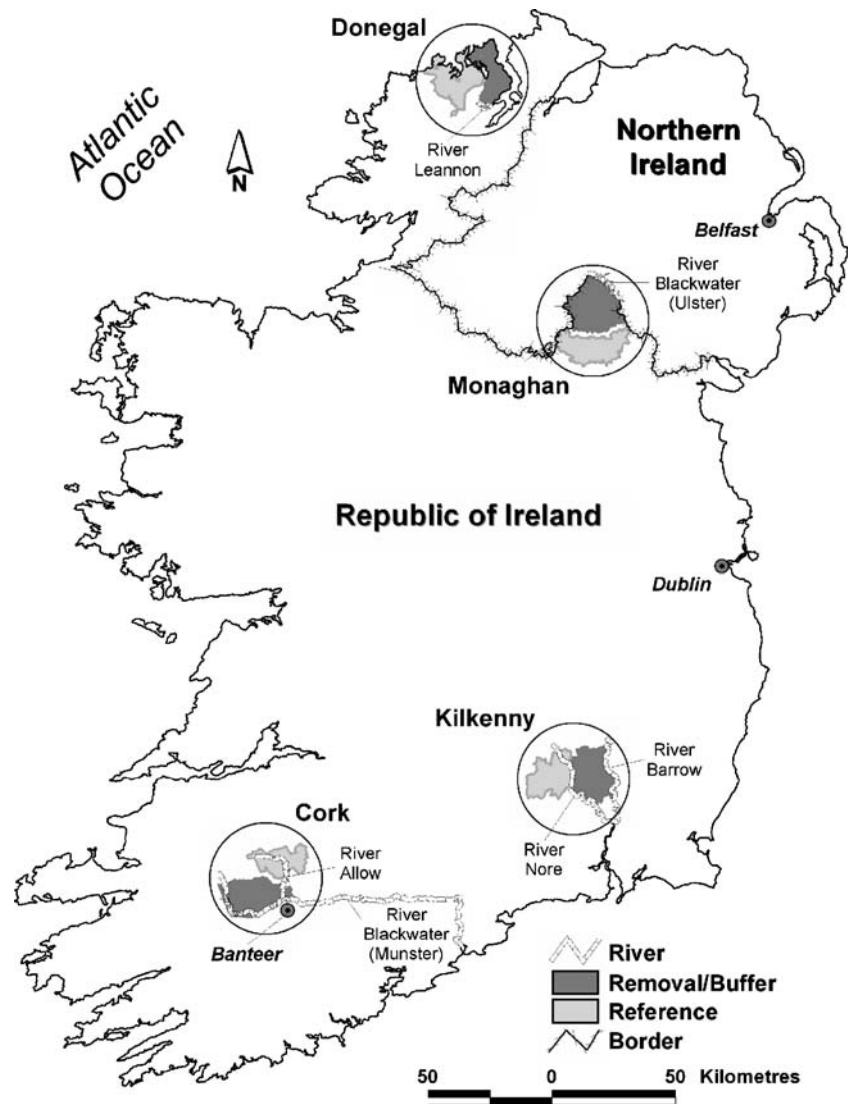 Donegal
Atlantic
Ocean
N
River
Leannon
Northern
Ireland
Belfast
River
Blackwater
(Ulster)
Monaghan
Republic of Ireland
Dublin
Kilkenny
River
Barrow
River
Nore
Cork
River
Allow
River
Blackwater
(Munster)
Banteer
River
Removal/Buffer
Reference
Border
50 0 50 Kilometres